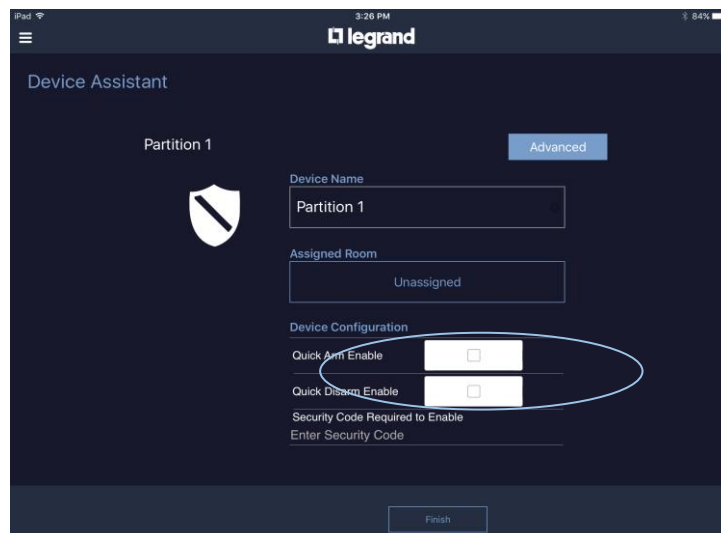 iPad 3:26 PM 84%
legrand
Device Assistant
Partition 1
Advanced
Device Name
Partition 1
Assigned Room
Unassigned
Device Configuration
Quick Arm Enable
Quick Disarm Enable
Security Code Required to Enable
Enter Security Code
Finish